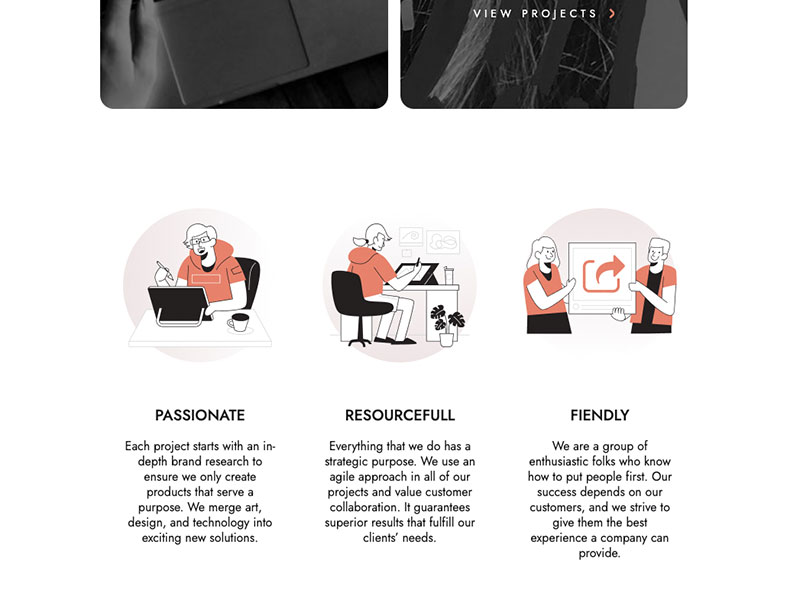 VIEW PROJECTS
PASSIONATE
Each project starts with an in-
depth brand research to
ensure we only create
products that serve a
purpose. We merge art,
design, and technology into
exciting new solutions.
RESOURCEFULL
Everything that we do has a
strategic purpose. We use an
agile approach in all of our
projects and value customer
collaboration. It guarantees
superior results that fulfill our
clients’ needs.
FIENDLY
We are a group of
enthusiastic folks who know
how to put people first. Our
success depends on our
customers, and we strive to
give them the best
experience a company can
provide.